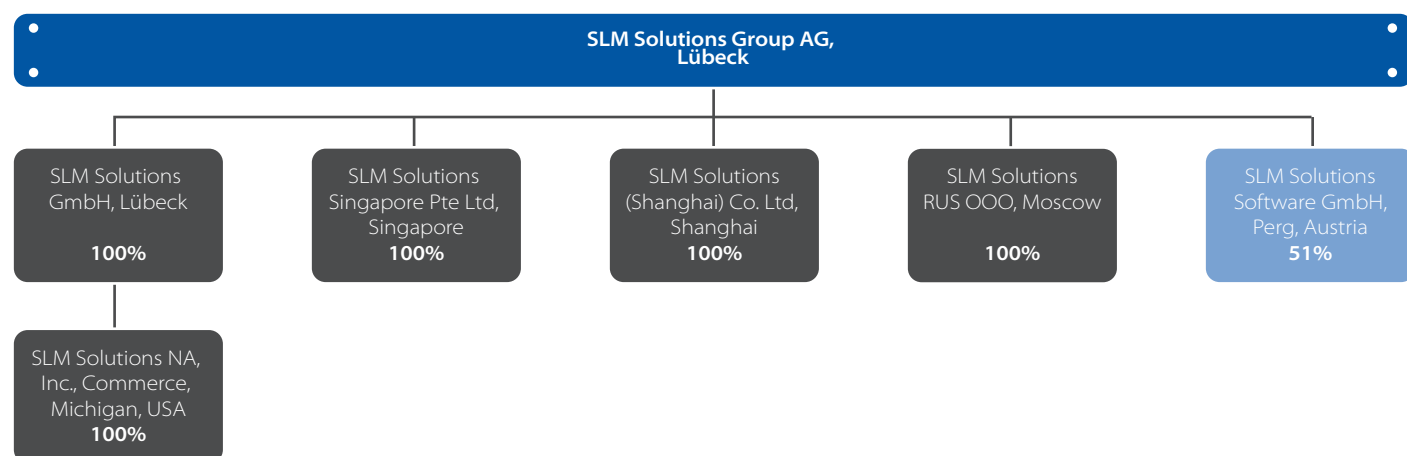 SLM Solutions Group AG,
Lübeck
SLM Solutions
GmbH, Lübeck
100%
SLM Solutions
Singapore Pte Ltd,
Singapore
100%
SLM Solutions
(Shanghai) Co. Ltd,
Shanghai
100%
SLM Solutions
RUS OOO, Moscow
100%
SLM Solutions
Software GmbH,
Perg, Austria
51%
SLM Solutions NA,
Inc., Commerce,
Michigan, USA
100%